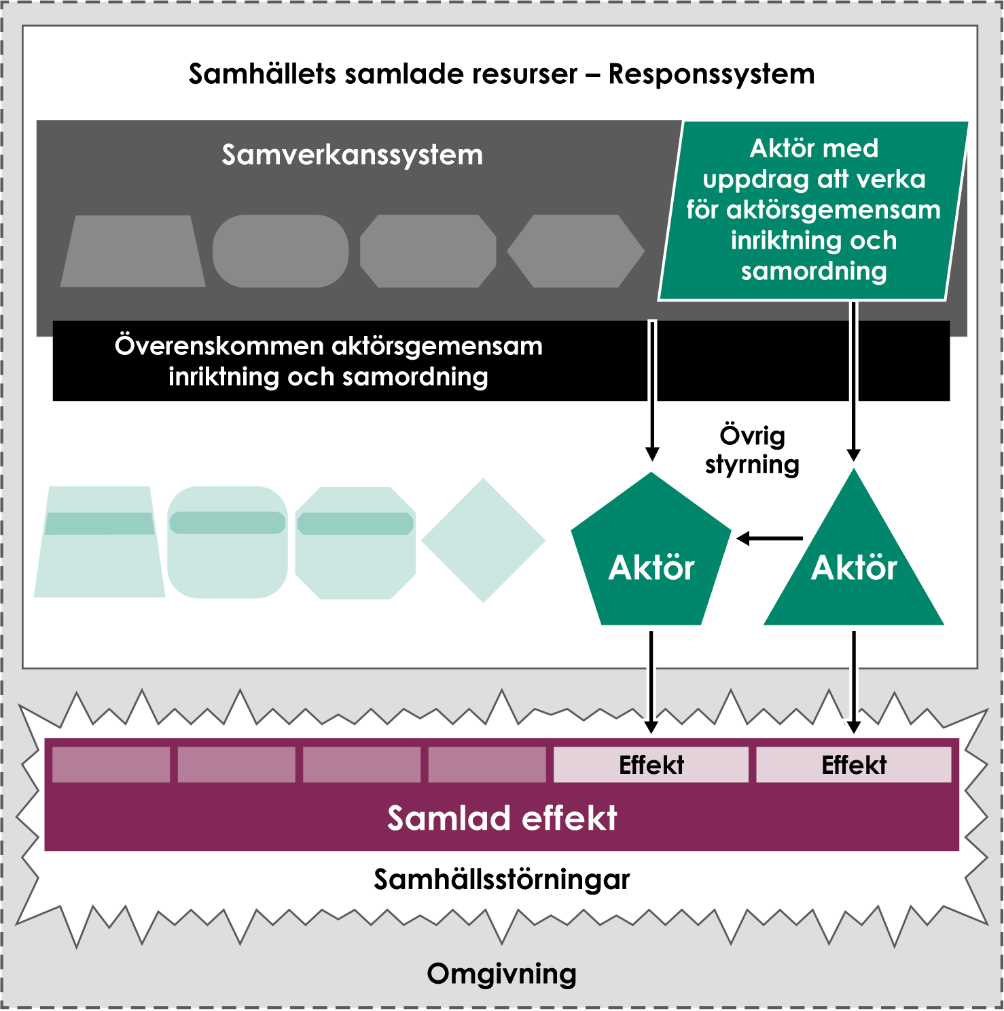 Samhällets samlade resurser – Responssystem
Samverkanssystem
Aktör med
uppdrag att verka
för aktörsgemensam
inriktning och
samordning
Överenskommen aktörsgemensam
inriktning och samordning
Övrig
styrning
Aktör
Aktör
Effekt
Effekt
Samlad effekt
Samhällsstörningar
Omgivning